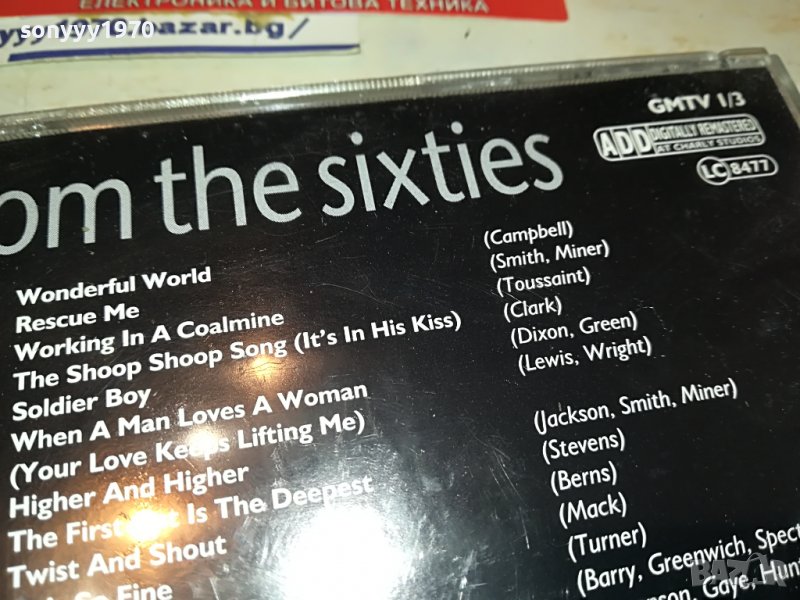 ЕЛЕКТРОНИКА И БИТОВА ТЕХНИКА
sonyyy1970
bazar.bg/
GMTV 1/3
ADD DIGITALLY REMASTERED
AT CHARLY STUDIOS
LC 8477
om the sixties
Wonderful World (Campbell)
Rescue Me (Smith, Miner)
Working In A Coalmine (Toussaint)
The Shoop Shoop Song (It's In His Kiss) (Clark)
Soldier Boy (Dixon, Green)
When A Man Loves A Woman (Lewis, Wright)
(Your Love Keeps Lifting Me)
Higher And Higher (Jackson, Smith, Miner)
The First Is The Deepest (Stevens)
Twist And Shout (Berns)
So Fine (Mack)
(Turner)
(Barry, Greenwich, Spect
Gaye, Hun
BAZAR